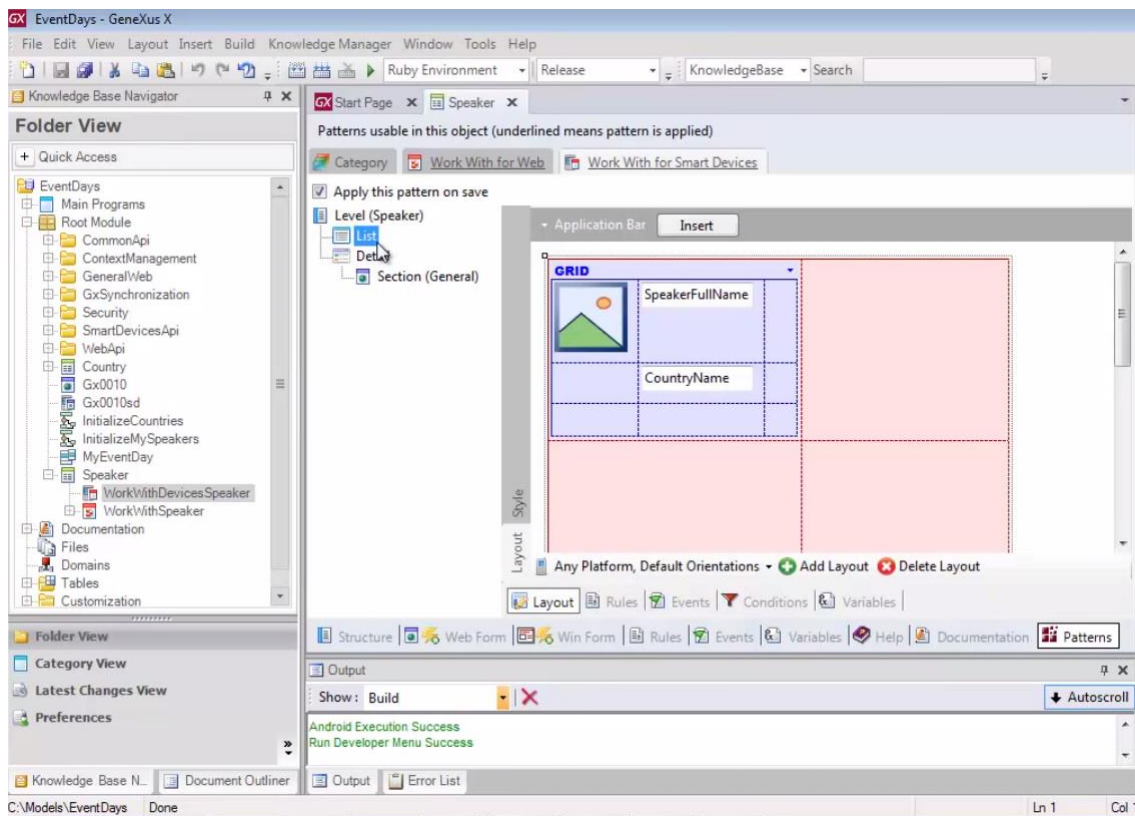 GX EventDays - GeneXus X
File Edit View Layout Insert Build Knowledge Manager Window Tools Help
Ruby Environment Release KnowledgeBase Search
Knowledge Base Navigator
GX Start Page Speaker
Folder View
Patterns usable in this object (underlined means pattern is applied)
Quick Access
Category Work With for Web Work With for Smart Devices
Apply this pattern on save
Level (Speaker)
List
Section (General)
Application Bar Insert
GRID
SpeakerFullName
CountryName
EventDays
Main Programs
Root Module
CommonApi
ContextManagement
GeneralWeb
GxSynchronization
Security
SmartDevicesApi
WebApi
Country
Gx0010
Gx0010sd
InitializeCountries
InitializeMySpeakers
MyEventDay
Speaker
WorkWithDevicesSpeaker
WorkWithSpeaker
Documentation
Files
Domains
Tables
Customization
Style
Layout
Any Platform, Default Orientations Add Layout Delete Layout
Layout Rules Events Conditions Variables
Structure Web Form Win Form Rules Events Variables Help Documentation Patterns
Folder View
Category View
Latest Changes View
Preferences
Output
Show: Build Autoscroll
Android Execution Success
Run Developer Menu Success
Knowledge Base N... Document Outliner Output Error List
C:\Models\EventDays Done Ln 1 Col